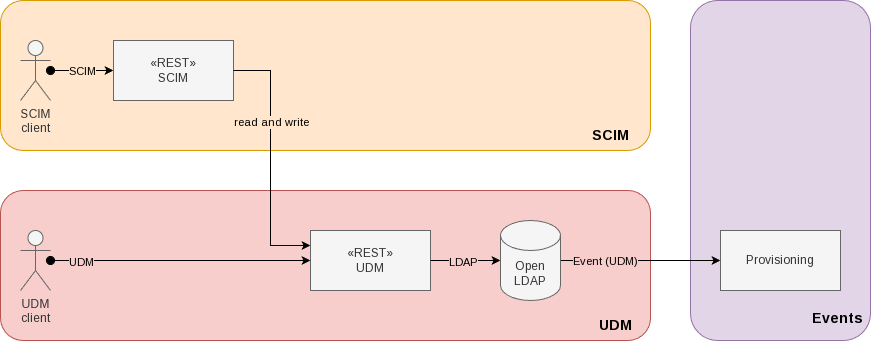 SCIM
«REST»
SCIM
SCIM
client
read and write
SCIM
UDM
«REST»
UDM
LDAP
Open
LDAP
Event (UDM)
Provisioning
UDM
client
UDM
Events